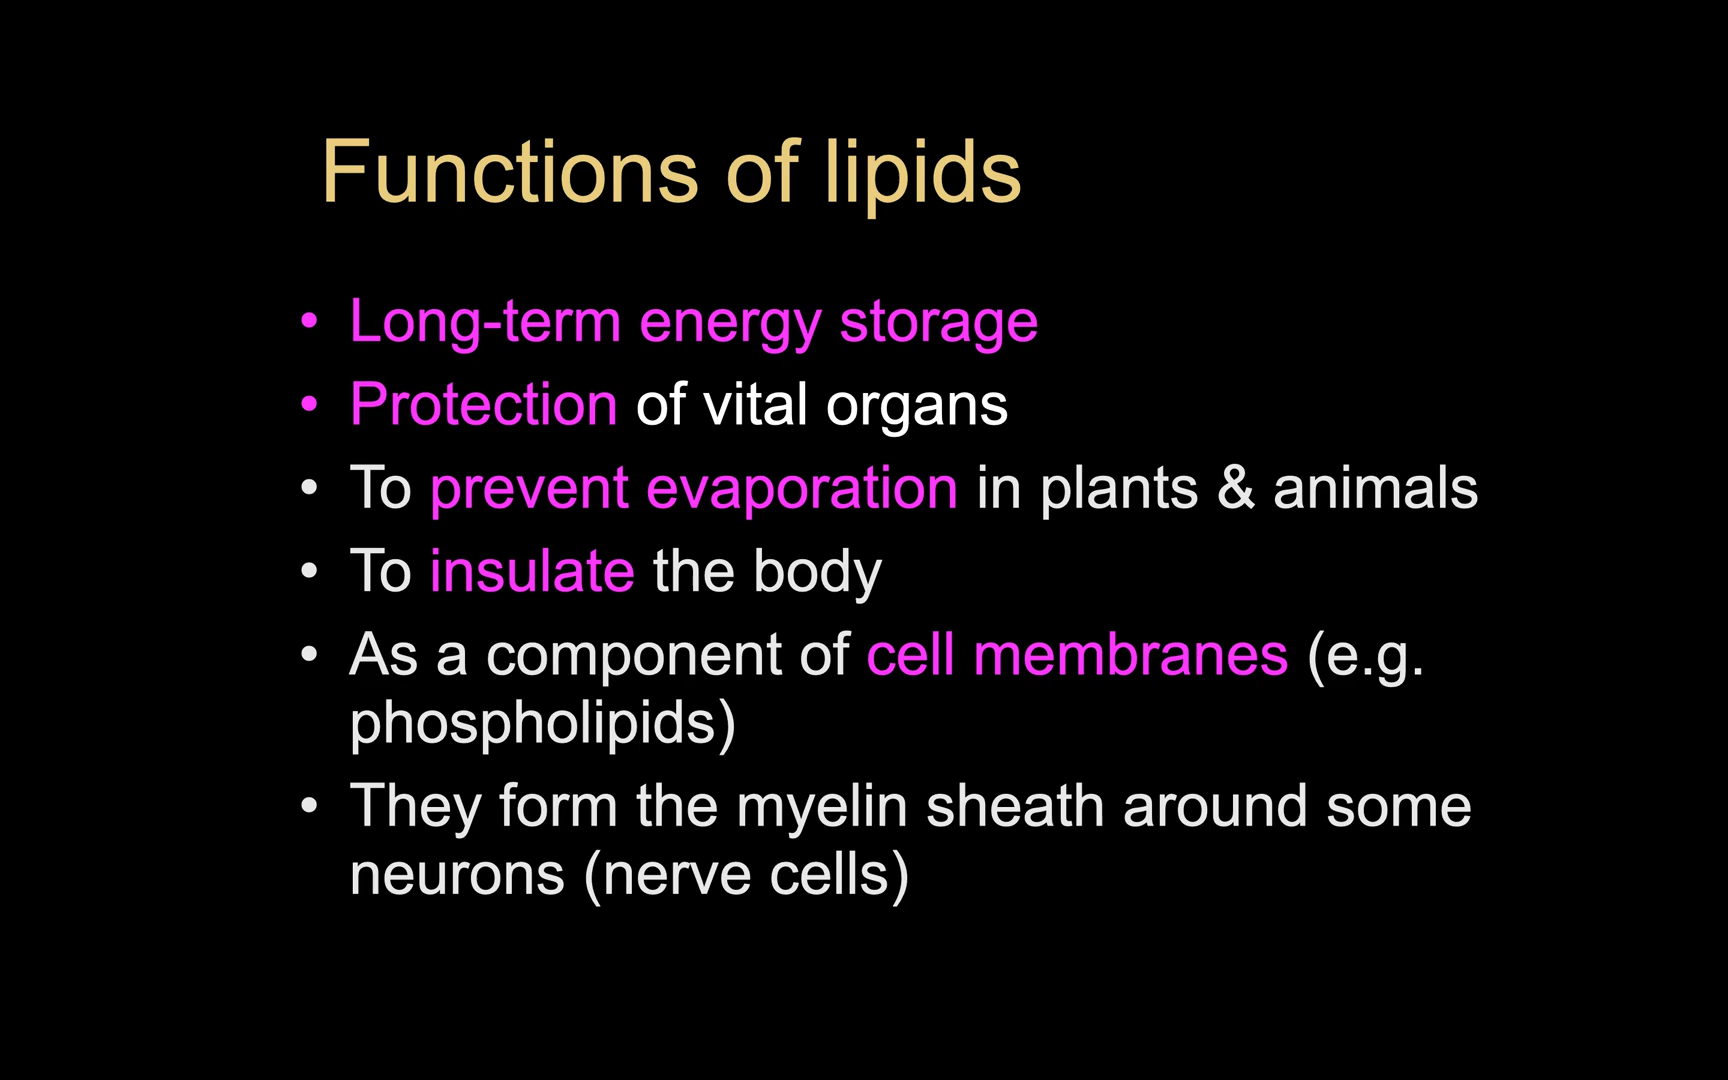 Functions of lipids
• Long-term energy storage
• Protection of vital organs
• To prevent evaporation in plants & animals
• To insulate the body
• As a component of cell membranes (e.g.
phospholipids)
• They form the myelin sheath around some
neurons (nerve cells)